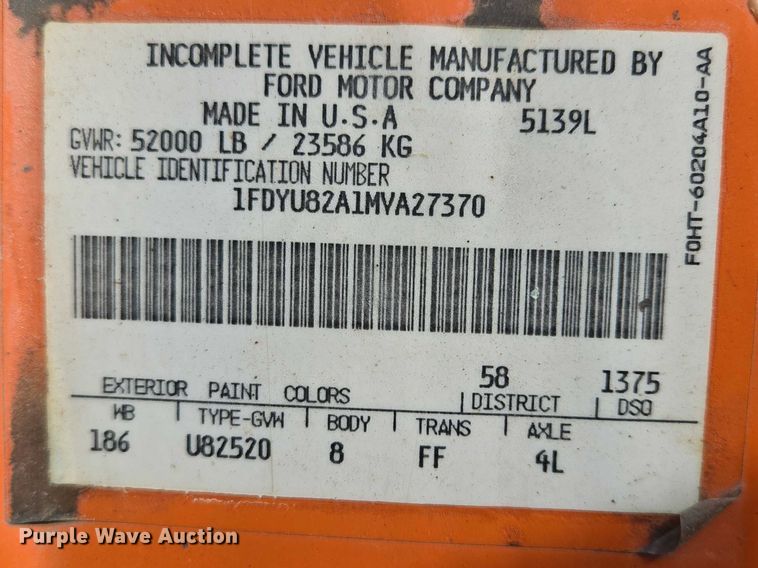 INCOMPLETE VEHICLE MANUFACTURED BY
FORD MOTOR COMPANY
MADE IN U.S.A 5139L
GVWR: 52000 LB / 23586 KG
VEHICLE IDENTIFICATION NUMBER
1FDYU82A1MVA27370
F0HT-60204A10-AA
58 1375
EXTERIOR PAINT COLORS DISTRICT DSO
WB TYPE-GVW BODY TRANS AXLE
186 U82520 8 FF 4L
Purple Wave Auction